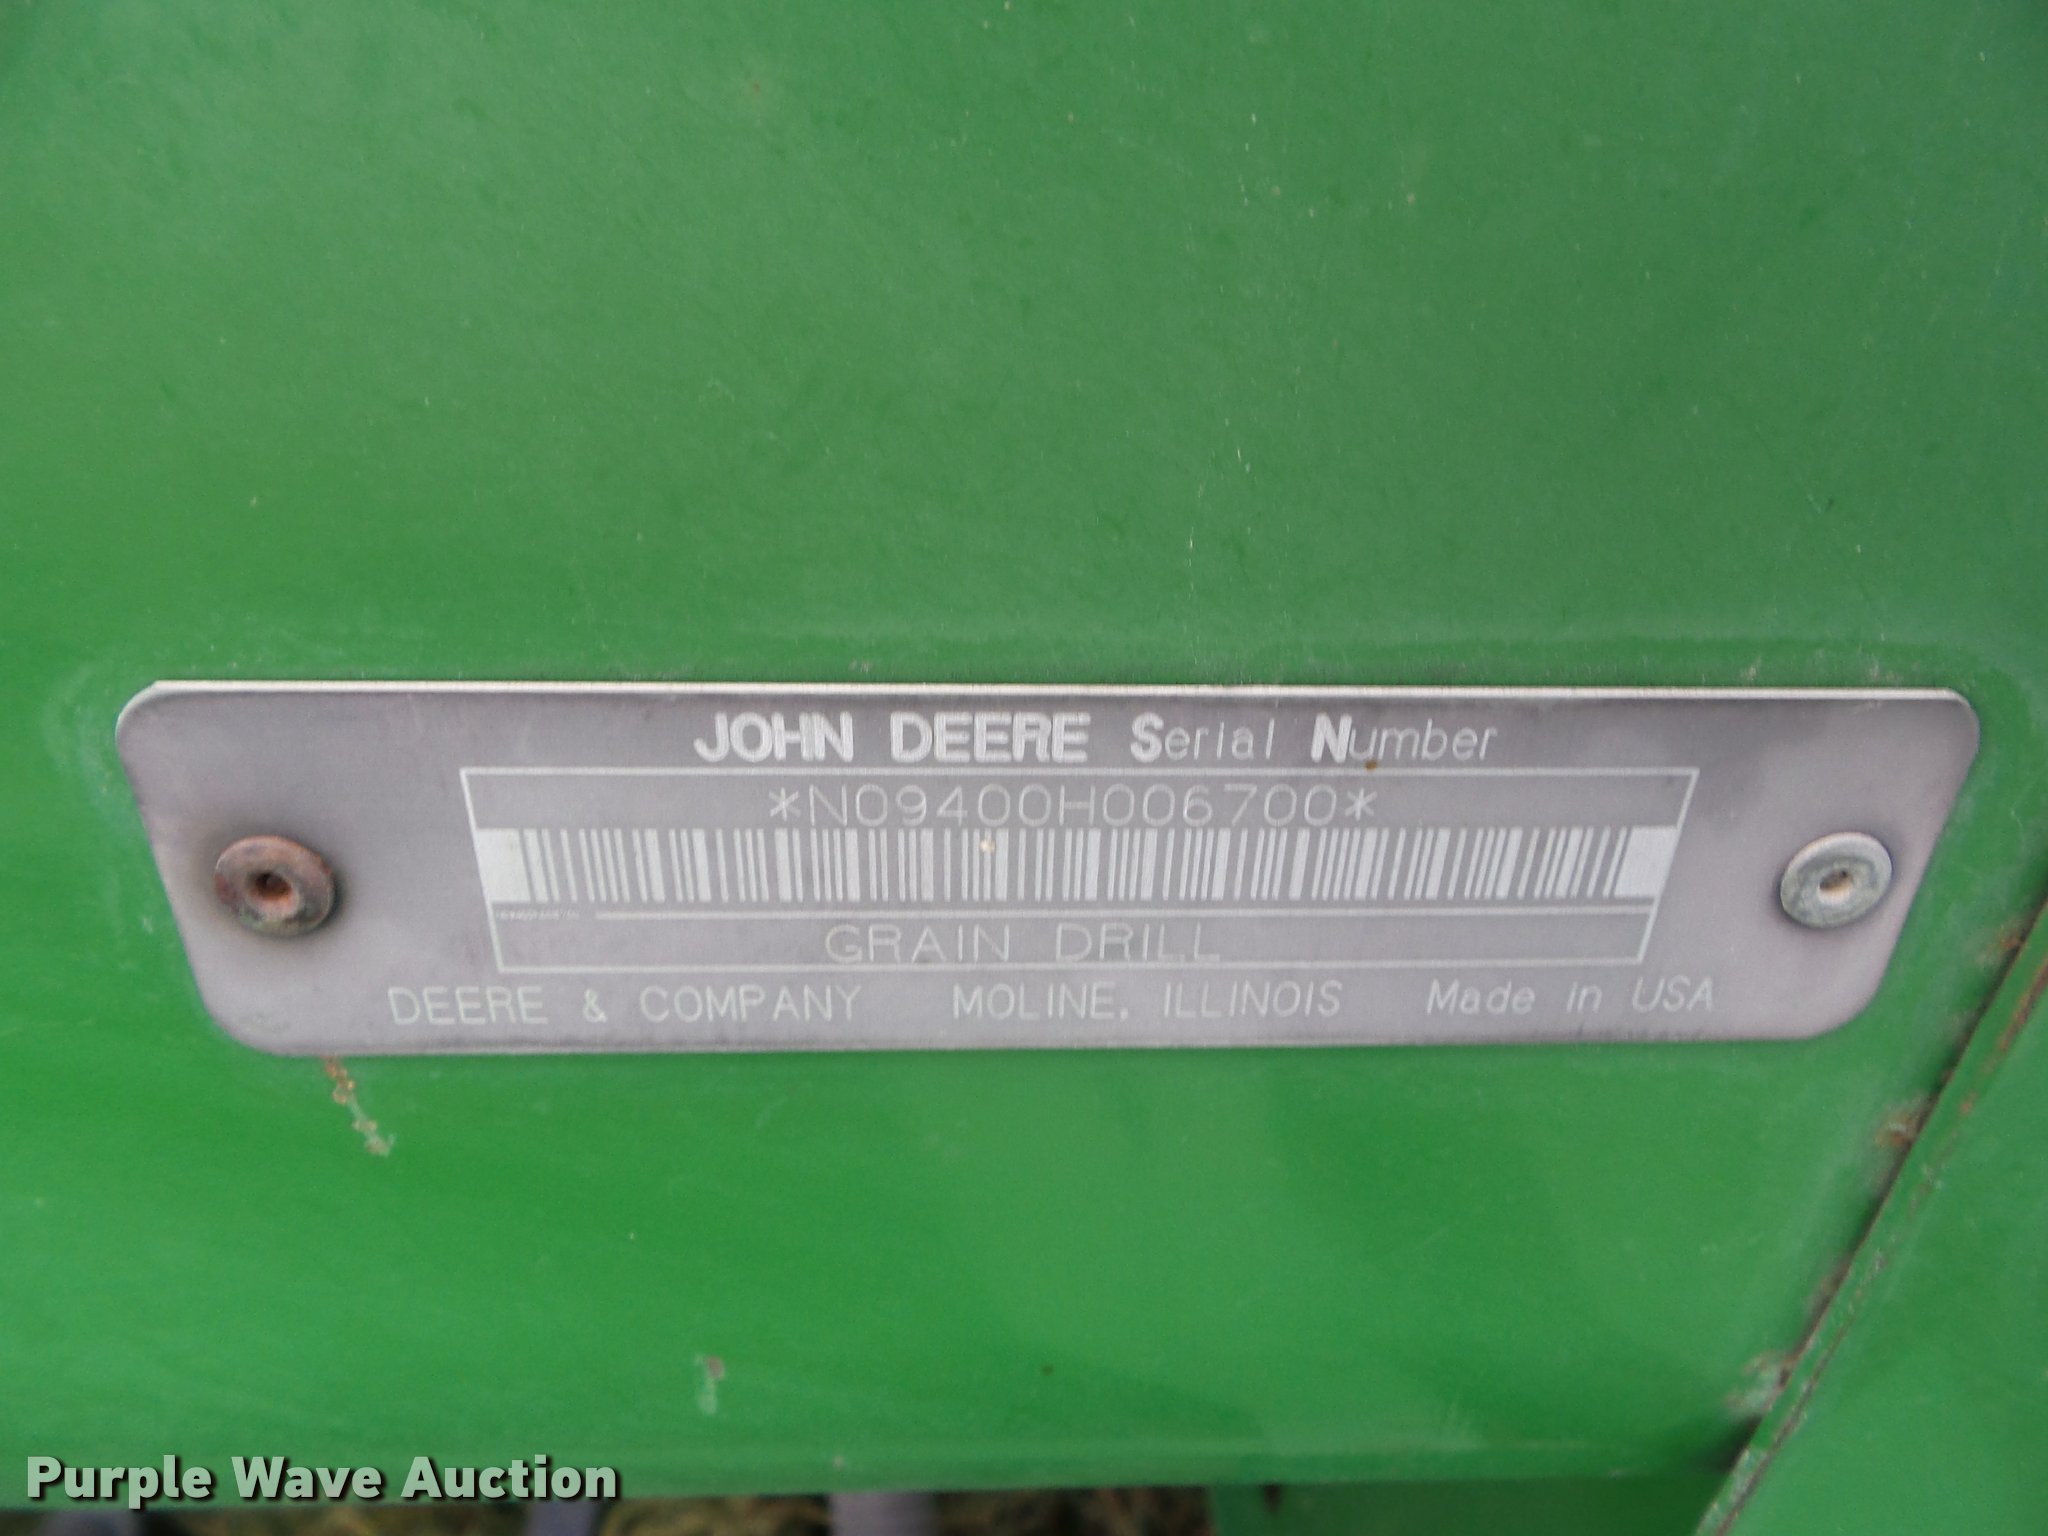 JOHN DEERE Serial Number
*N09400H006700*
GRAIN DRILL
DEERE & COMPANY MOLINE, ILLINOIS Made in USA
Purple Wave Auction